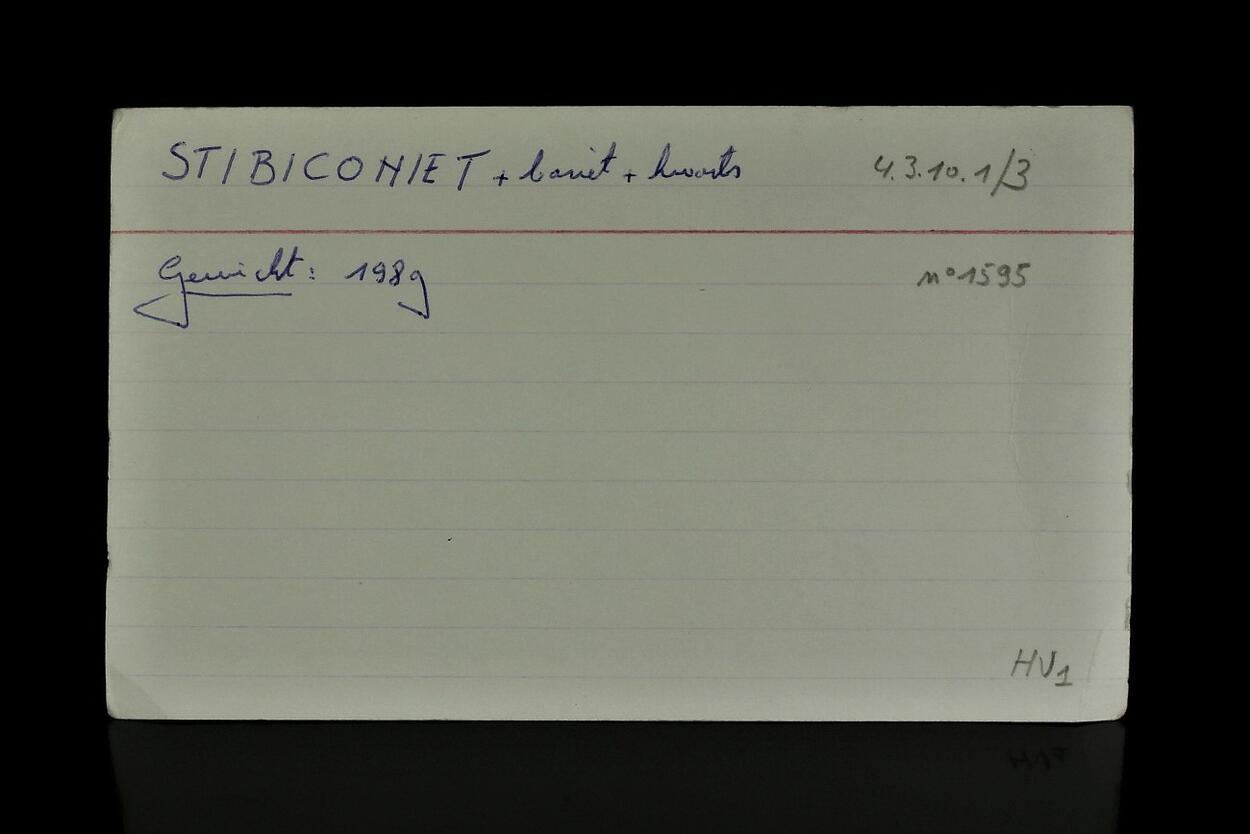 STIBICONIET + bariet + kwarts 4.3.10.1/3
Gewicht: 198g n°1595
HV1